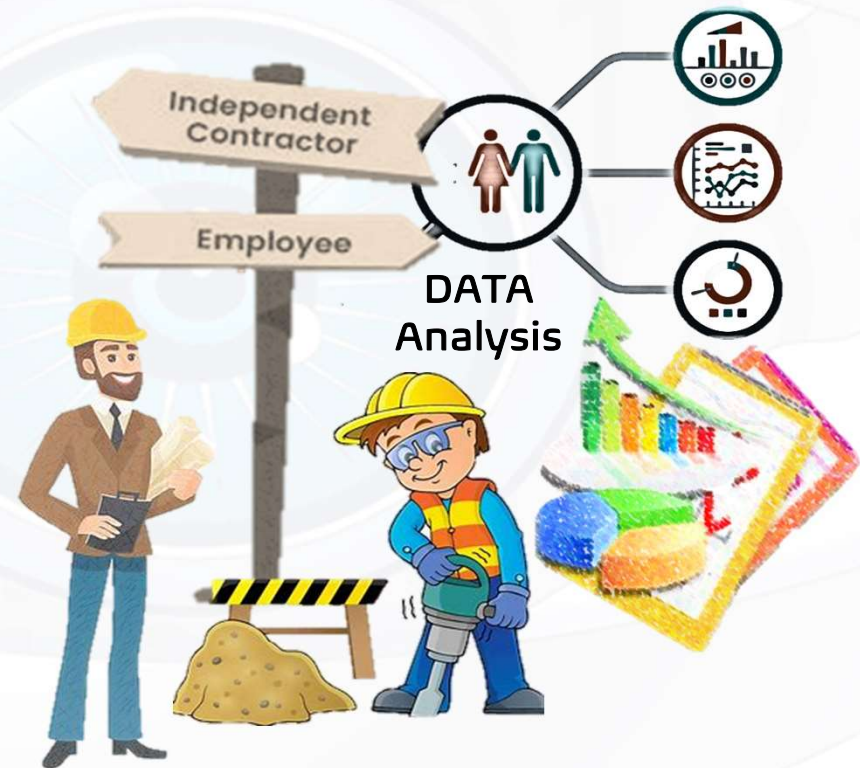 Independent
Contractor
Employee
DATA
Analysis